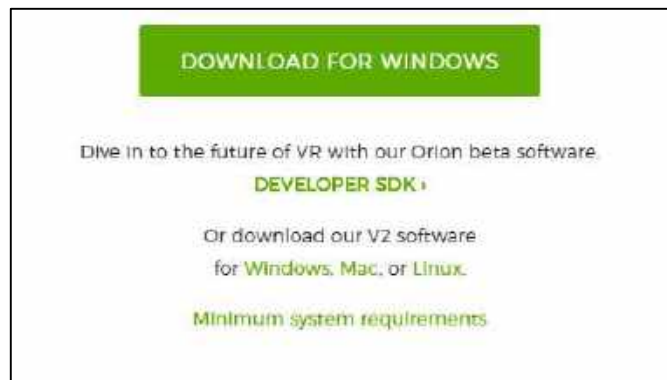 DOWNLOAD FOR WINDOWS
Dive in to the future of VR with our Orion beta software.
DEVELOPER SDK ›
Or download our V2 software
for Windows, Mac, or Linux.
Minimum system requirements